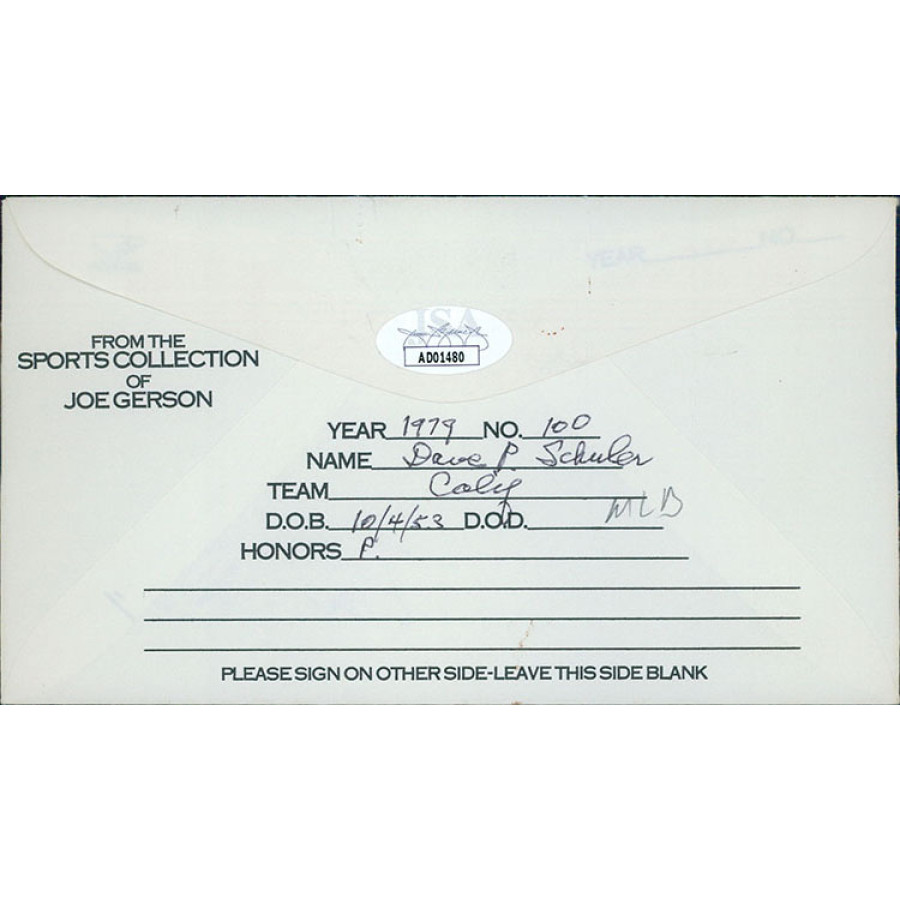 YEAR NO.
JSA
AD01480
FROM THE
SPORTS COLLECTION
OF
JOE GERSON
YEAR 1979 NO. 100
NAME Dave P. Schuler
TEAM Calif
D.O.B. 10/4/53 D.O.D. MLB
HONORS P.
PLEASE SIGN ON OTHER SIDE-LEAVE THIS SIDE BLANK